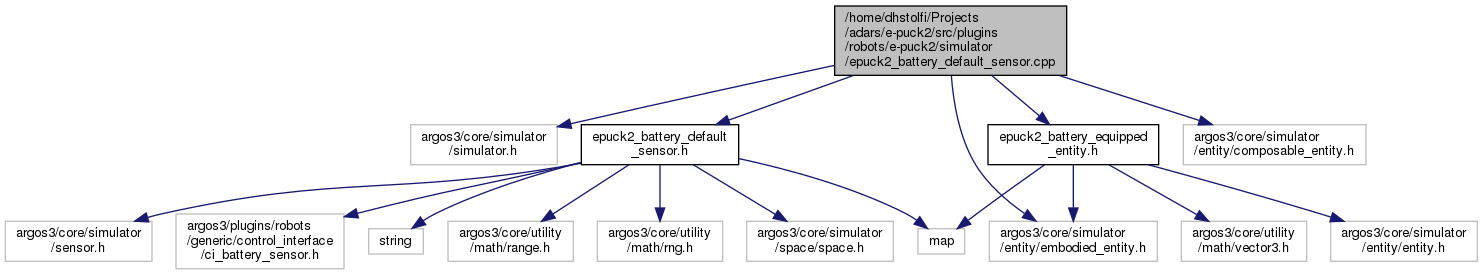 /home/dhstolfi/Projects
/adars/e-puck2/src/plugins
/robots/e-puck2/simulator
/epuck2_battery_default_sensor.cpp
argos3/core/simulator
/simulator.h
epuck2_battery_default
_sensor.h
epuck2_battery_equipped
_entity.h
argos3/core/simulator
/entity/composable_entity.h
argos3/core/simulator
/sensor.h
argos3/plugins/robots
/generic/control_interface
/ci_battery_sensor.h
string
argos3/core/utility
/math/range.h
argos3/core/utility
/math/rng.h
argos3/core/simulator
/space/space.h
map
argos3/core/simulator
/entity/embodied_entity.h
argos3/core/utility
/math/vector3.h
argos3/core/simulator
/entity/entity.h